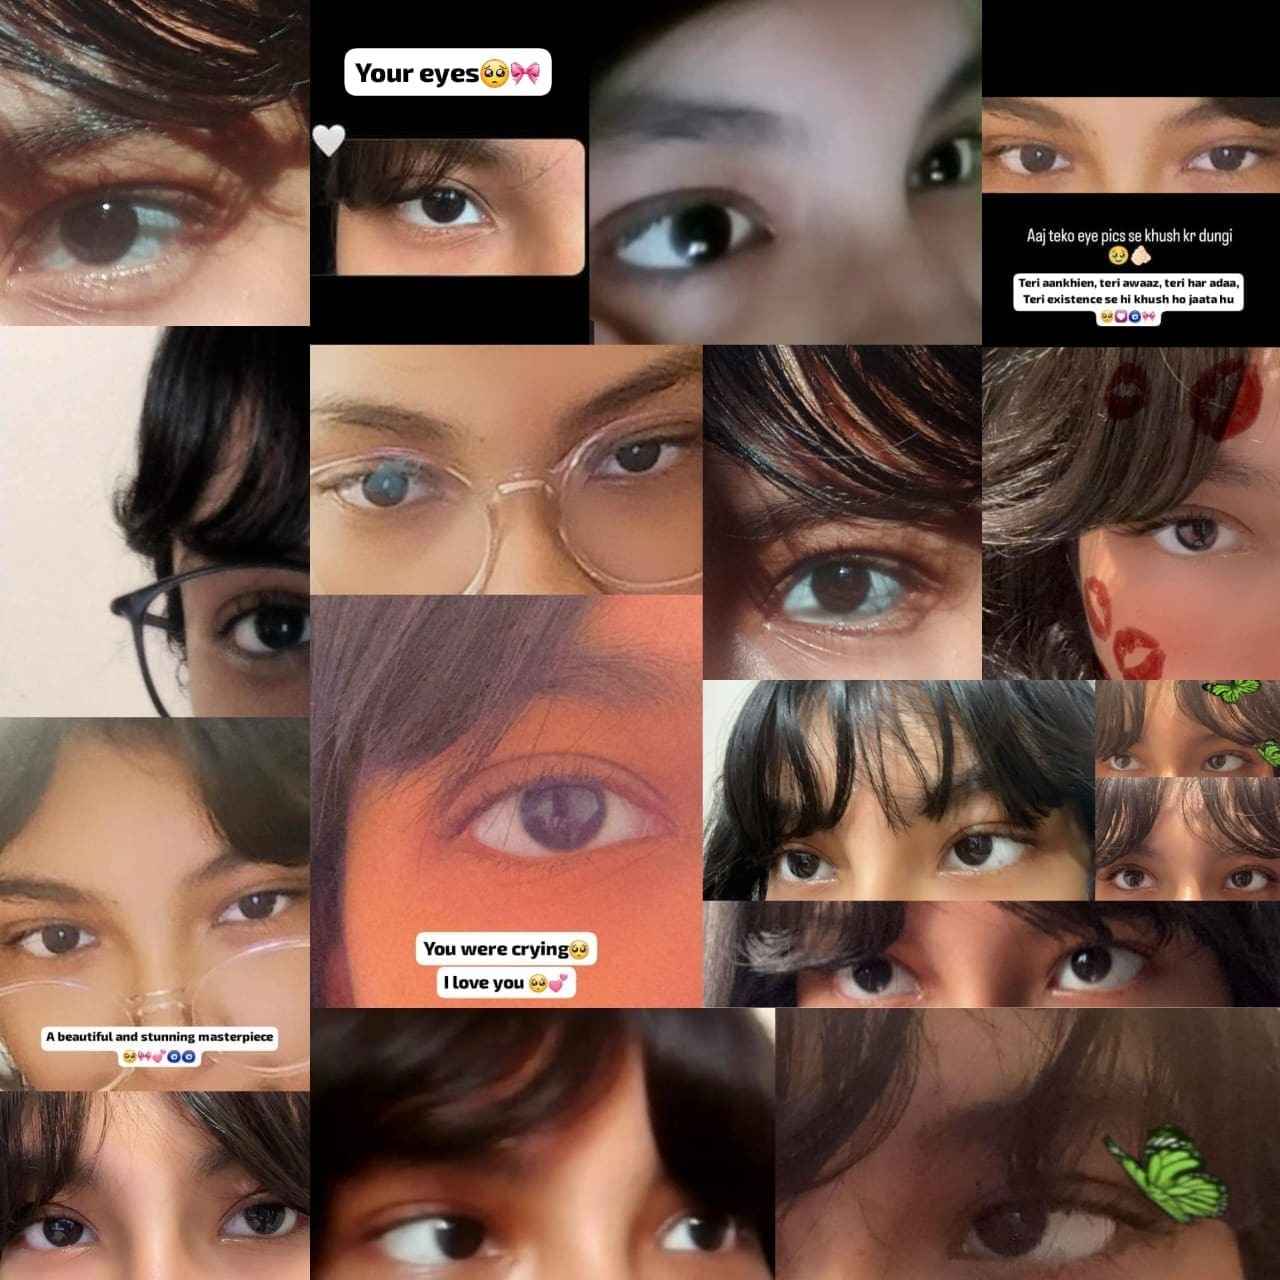 Your eyes🥺🎀
Aaj teko eye pics se khush kr dungi
🥹🤌🏻
Teri aankhien, teri awaaz, teri har adaa,
Teri existence se hi khush ho jaata hu
🥺💟🧿🎀
You were crying🥺
I love you 🥺💕
A beautiful and stunning masterpiece
🥺🎀💕🧿🧿